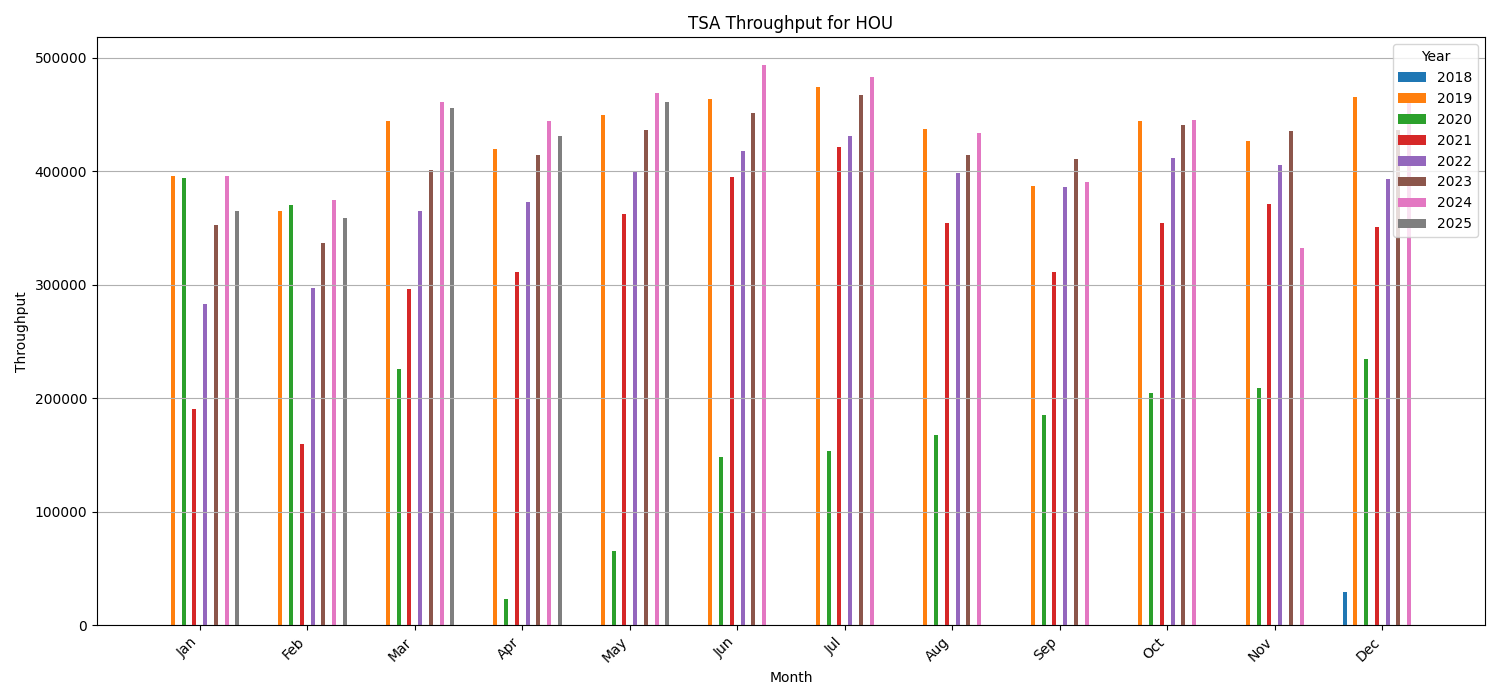 TSA Throughput for HOU
Throughput
500000
400000
300000
200000
100000
0
Year
2018
2019
2020
2021
2022
2023
2024
2025
Jan
Feb
Mar
Apr
May
Jun
Jul
Aug
Sep
Oct
Nov
Dec
Month